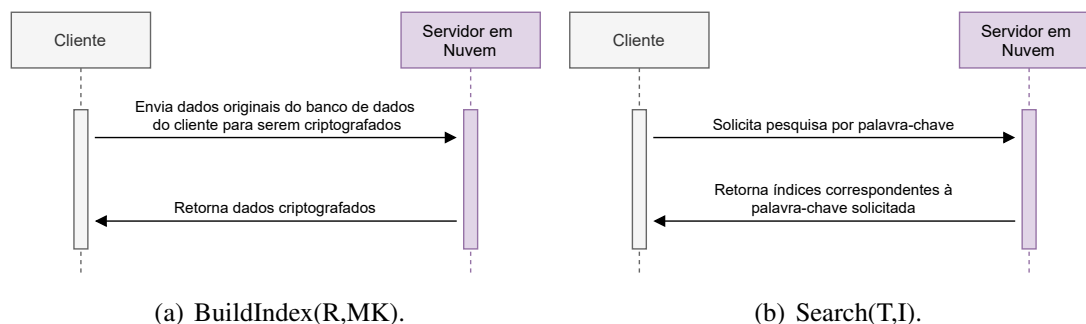 Cliente
Servidor em
Nuvem
Envia dados originais do banco de dados
do cliente para serem criptografados
Retorna dados criptografados
(a) BuildIndex(R,MK).
Cliente
Servidor em
Nuvem
Solicita pesquisa por palavra-chave
Retorna índices correspondentes à
palavra-chave solicitada
(b) Search(T,I).